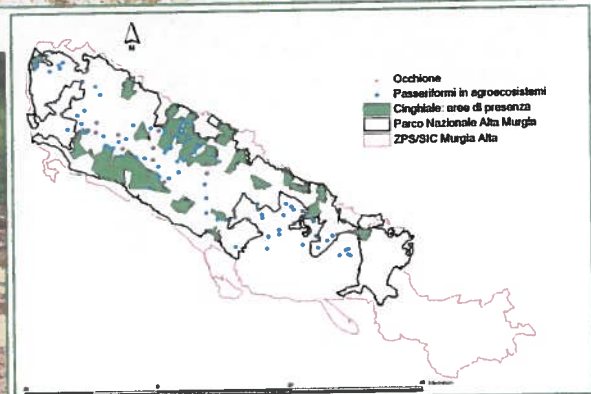 N
Occhione
Passeriformi in agroecosistemi
Cinghiale: aree di presenza
Parco Nazionale Alta Murgia
ZPS/SIC Murgia Alta